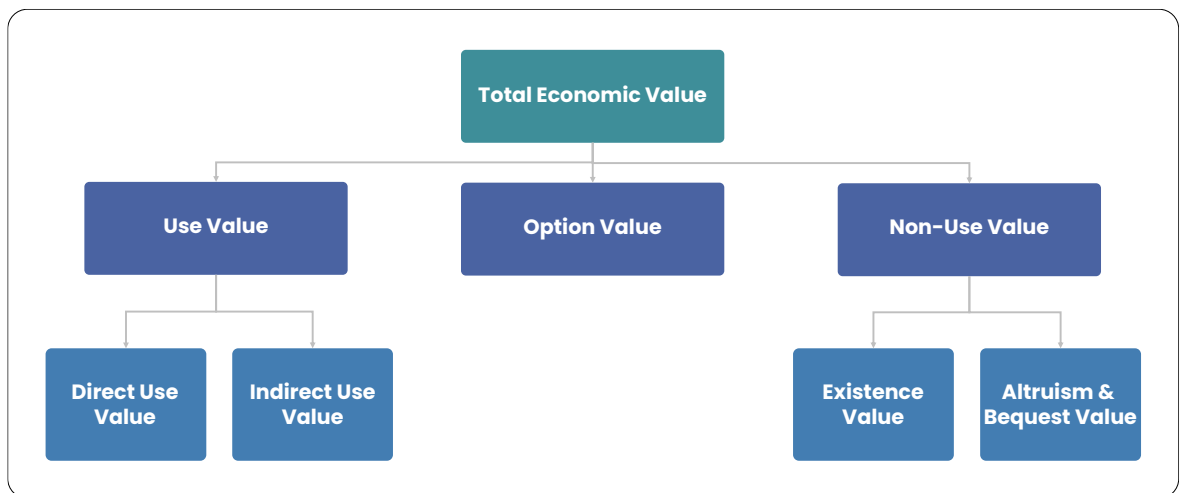 Total Economic Value
Use Value
Option Value
Non-Use Value
Direct Use
Value
Indirect Use
Value
Existence
Value
Altruism &
Bequest Value